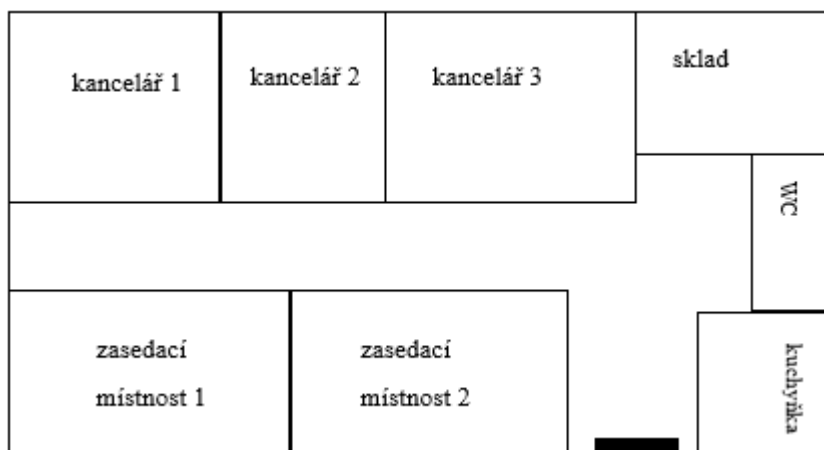 kancelář 1
kancelář 2
kancelář 3
sklad
WC
zasedací
místnost 1
zasedací
místnost 2
kuchyňka